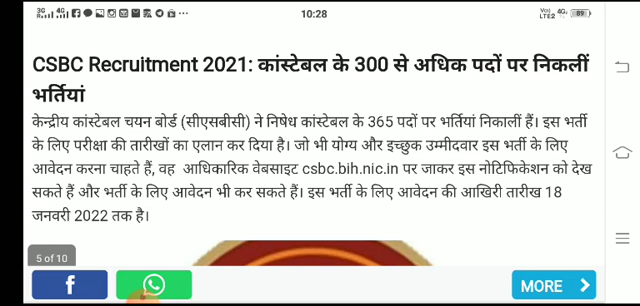 10:28
89
CSBC Recruitment 2021: कांस्टेबल के 300 से अधिक पदों पर निकलीं
भर्तियां
केन्द्रीय कांस्टेबल चयन बोर्ड (सीएसबीसी) ने निषेध कांस्टेबल के 365 पदों पर भर्तियां निकालीं हैं। इस भर्ती
के लिए परीक्षा की तारीखों का एलान कर दिया है। जो भी योग्य और इच्छुक उम्मीदवार इस भर्ती के लिए
आवेदन करना चाहते हैं, वह आधिकारिक वेबसाइट csbc.bih.nic.in पर जाकर इस नोटिफिकेशन को देख
सकते हैं और भर्ती के लिए आवेदन भी कर सकते हैं। इस भर्ती के लिए आवेदन की आखिरी तारीख 18
जनवरी 2022 तक है।
5 of 10
MORE